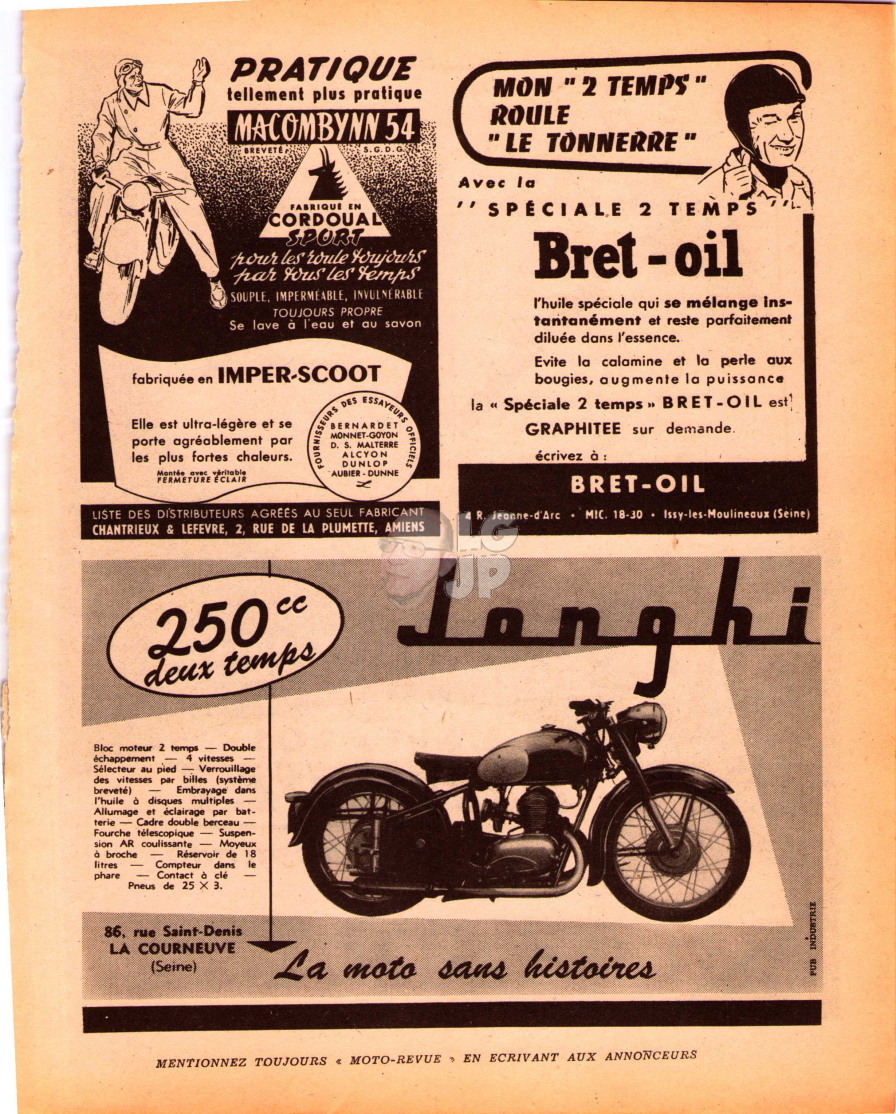 PRATIQUE
tellement plus pratique
MACOMBYNN 54
BREVETÉ S.G.D.G.
FABRIQUÉ EN
CORDOUAL
SPORT
pour les route toujours
par tous les temps
SOUPLE, IMPERMÉABLE, INVULNÉRABLE
TOUJOURS PROPRE
Se lave à l'eau et au savon
fabriquée en IMPER-SCOOT
Elle est ultra-légère et se
porte agréablement par
les plus fortes chaleurs.
Montée avec véritable
FERMETURE ÉCLAIR
FOURNISSEURS DES ESSAYEURS OFFICIELS
BERNARDET
MONNET-GOYON
D. S. MALTERRE
ALCYON
DUNLOP
AUBIER-DUNNE
LISTE DES DISTRIBUTEURS AGRÉÉS AU SEUL FABRICANT
CHANTRIEUX & LEFEVRE, 2, RUE DE LA PLUMETTE, AMIENS
MON "2 TEMPS"
ROULE
"LE TONNERRE"
Avec la
"SPÉCIALE 2 TEMPS"
Bret-oil
l'huile spéciale qui se mélange ins-
tantanément et reste parfaitement
diluée dans l'essence.
Evite la calamine et la perle aux
bougies, augmente la puissance
la « Spéciale 2 temps » BRET-OIL est
GRAPHITEE sur demande.
écrivez à :
BRET-OIL
4 R. Jeanne-d'Arc • MIC. 18-30 • Issy-les-Moulineaux (Seine)
LG
JP
250cc
deux temps
Longhi
Bloc moteur 2 temps — Double
échappement — 4 vitesses —
Sélecteur au pied — Verrouillage
des vitesses par billes (système
breveté) — Embrayage dans
l'huile à disques multiples —
Allumage et éclairage par bat-
terie — Cadre double berceau —
Fourche télescopique — Suspen-
sion AR coulissante — Moyeux
à broche — Réservoir de 18
litres — Compteur dans le
phare — Contact à clé —
Pneus de 25 X 3.
86, rue Saint-Denis
LA COURNEUVE
(Seine)
La moto sans histoires
PUB INDUSTRIE
MENTIONNEZ TOUJOURS « MOTO-REVUE » EN ECRIVANT AUX ANNONCEURS